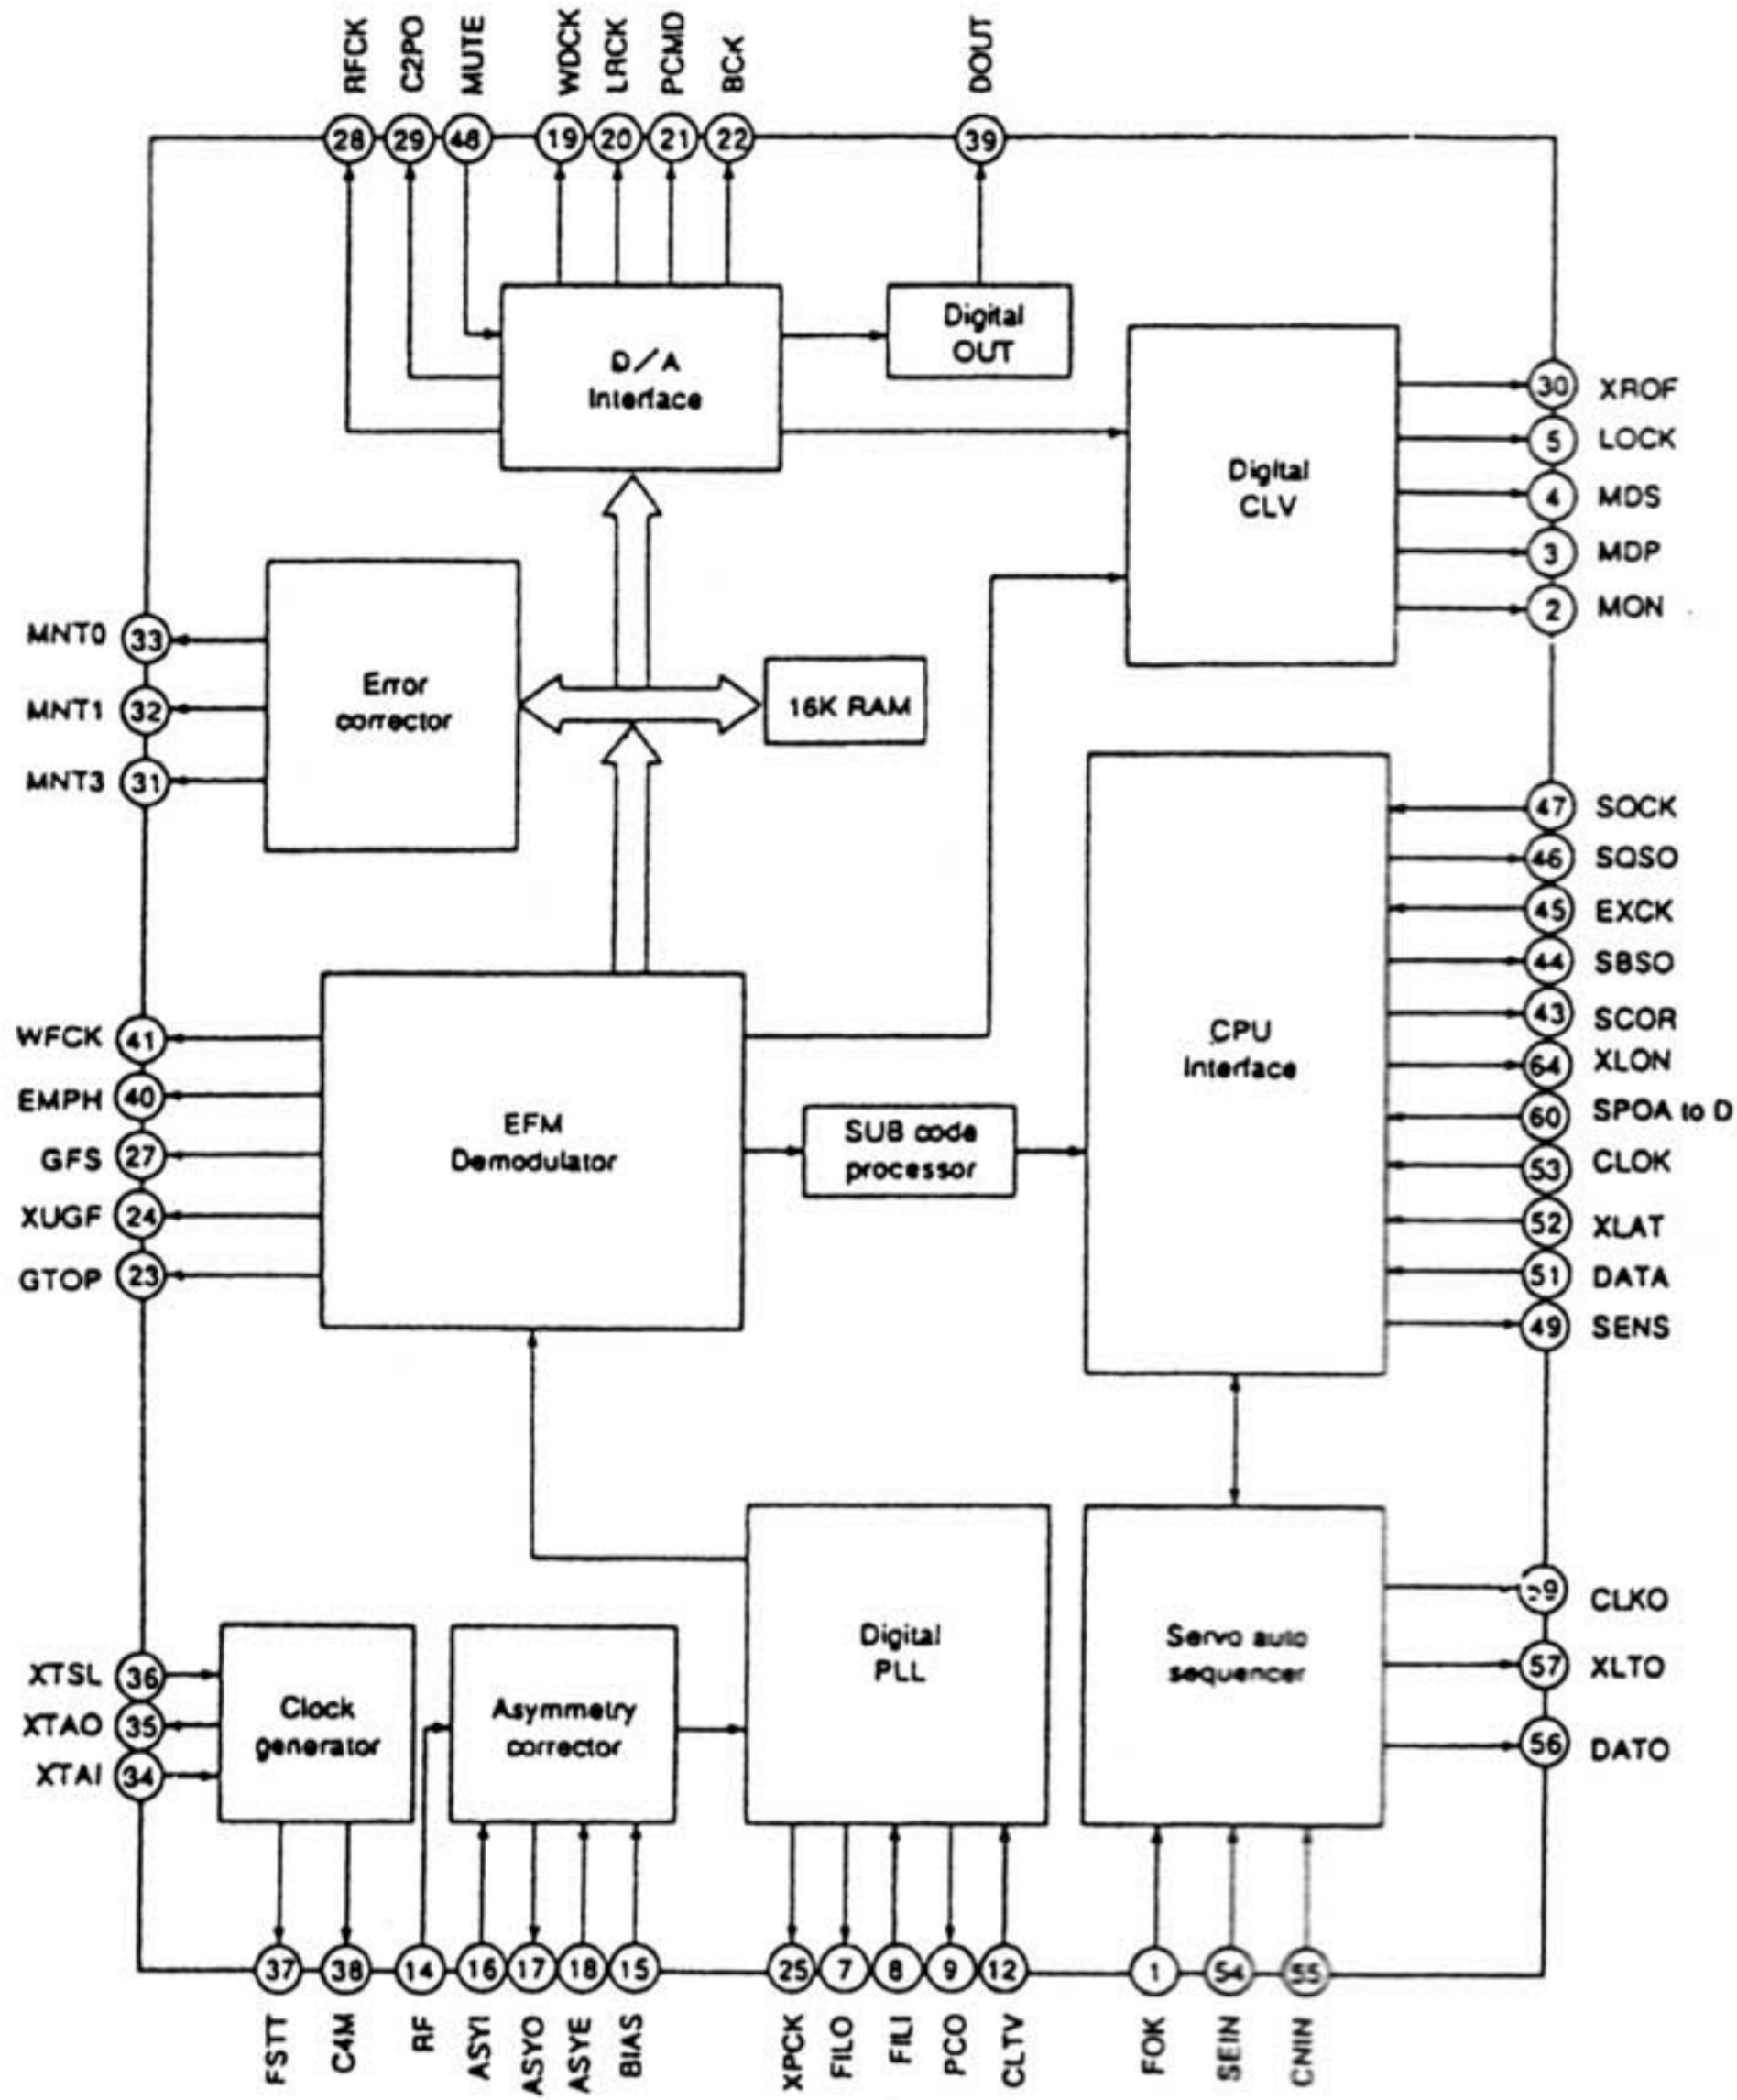 RFCK
C2PO
MUTE
WDCK
LRCK
PCMD
BCK
DOUT
28
29
48
19
20
21
22
39
D/A
Interface
Digital
OUT
Digital
CLV
30 XROF
5 LOCK
4 MDS
3 MDP
2 MON
MNT0 33
MNT1 32
MNT3 31
Error
corrector
16K RAM
47 SQCK
46 SQSO
45 EXCK
44 SBSO
43 SCOR
64 XLON
60 SPOA to D
53 CLOK
52 XLAT
51 DATA
49 SENS
CPU
Interface
WFCK 41
EMPH 40
GFS 27
XUGF 24
GTOP 23
EFM
Demodulator
SUB code
processor
Digital
PLL
Servo auto
sequencer
CLKO
57 XLTO
56 DATO
XTSL 36
XTAO 35
XTAI 34
Clock
generator
Asymmetry
corrector
37
38
14
16
17
18
15
25
7
8
9
12
1
54
55
FSTT
C4M
RF
ASYI
ASYO
ASYE
BIAS
XPCK
FILO
FILI
PCO
CLTV
FOK
SEIN
CNIN